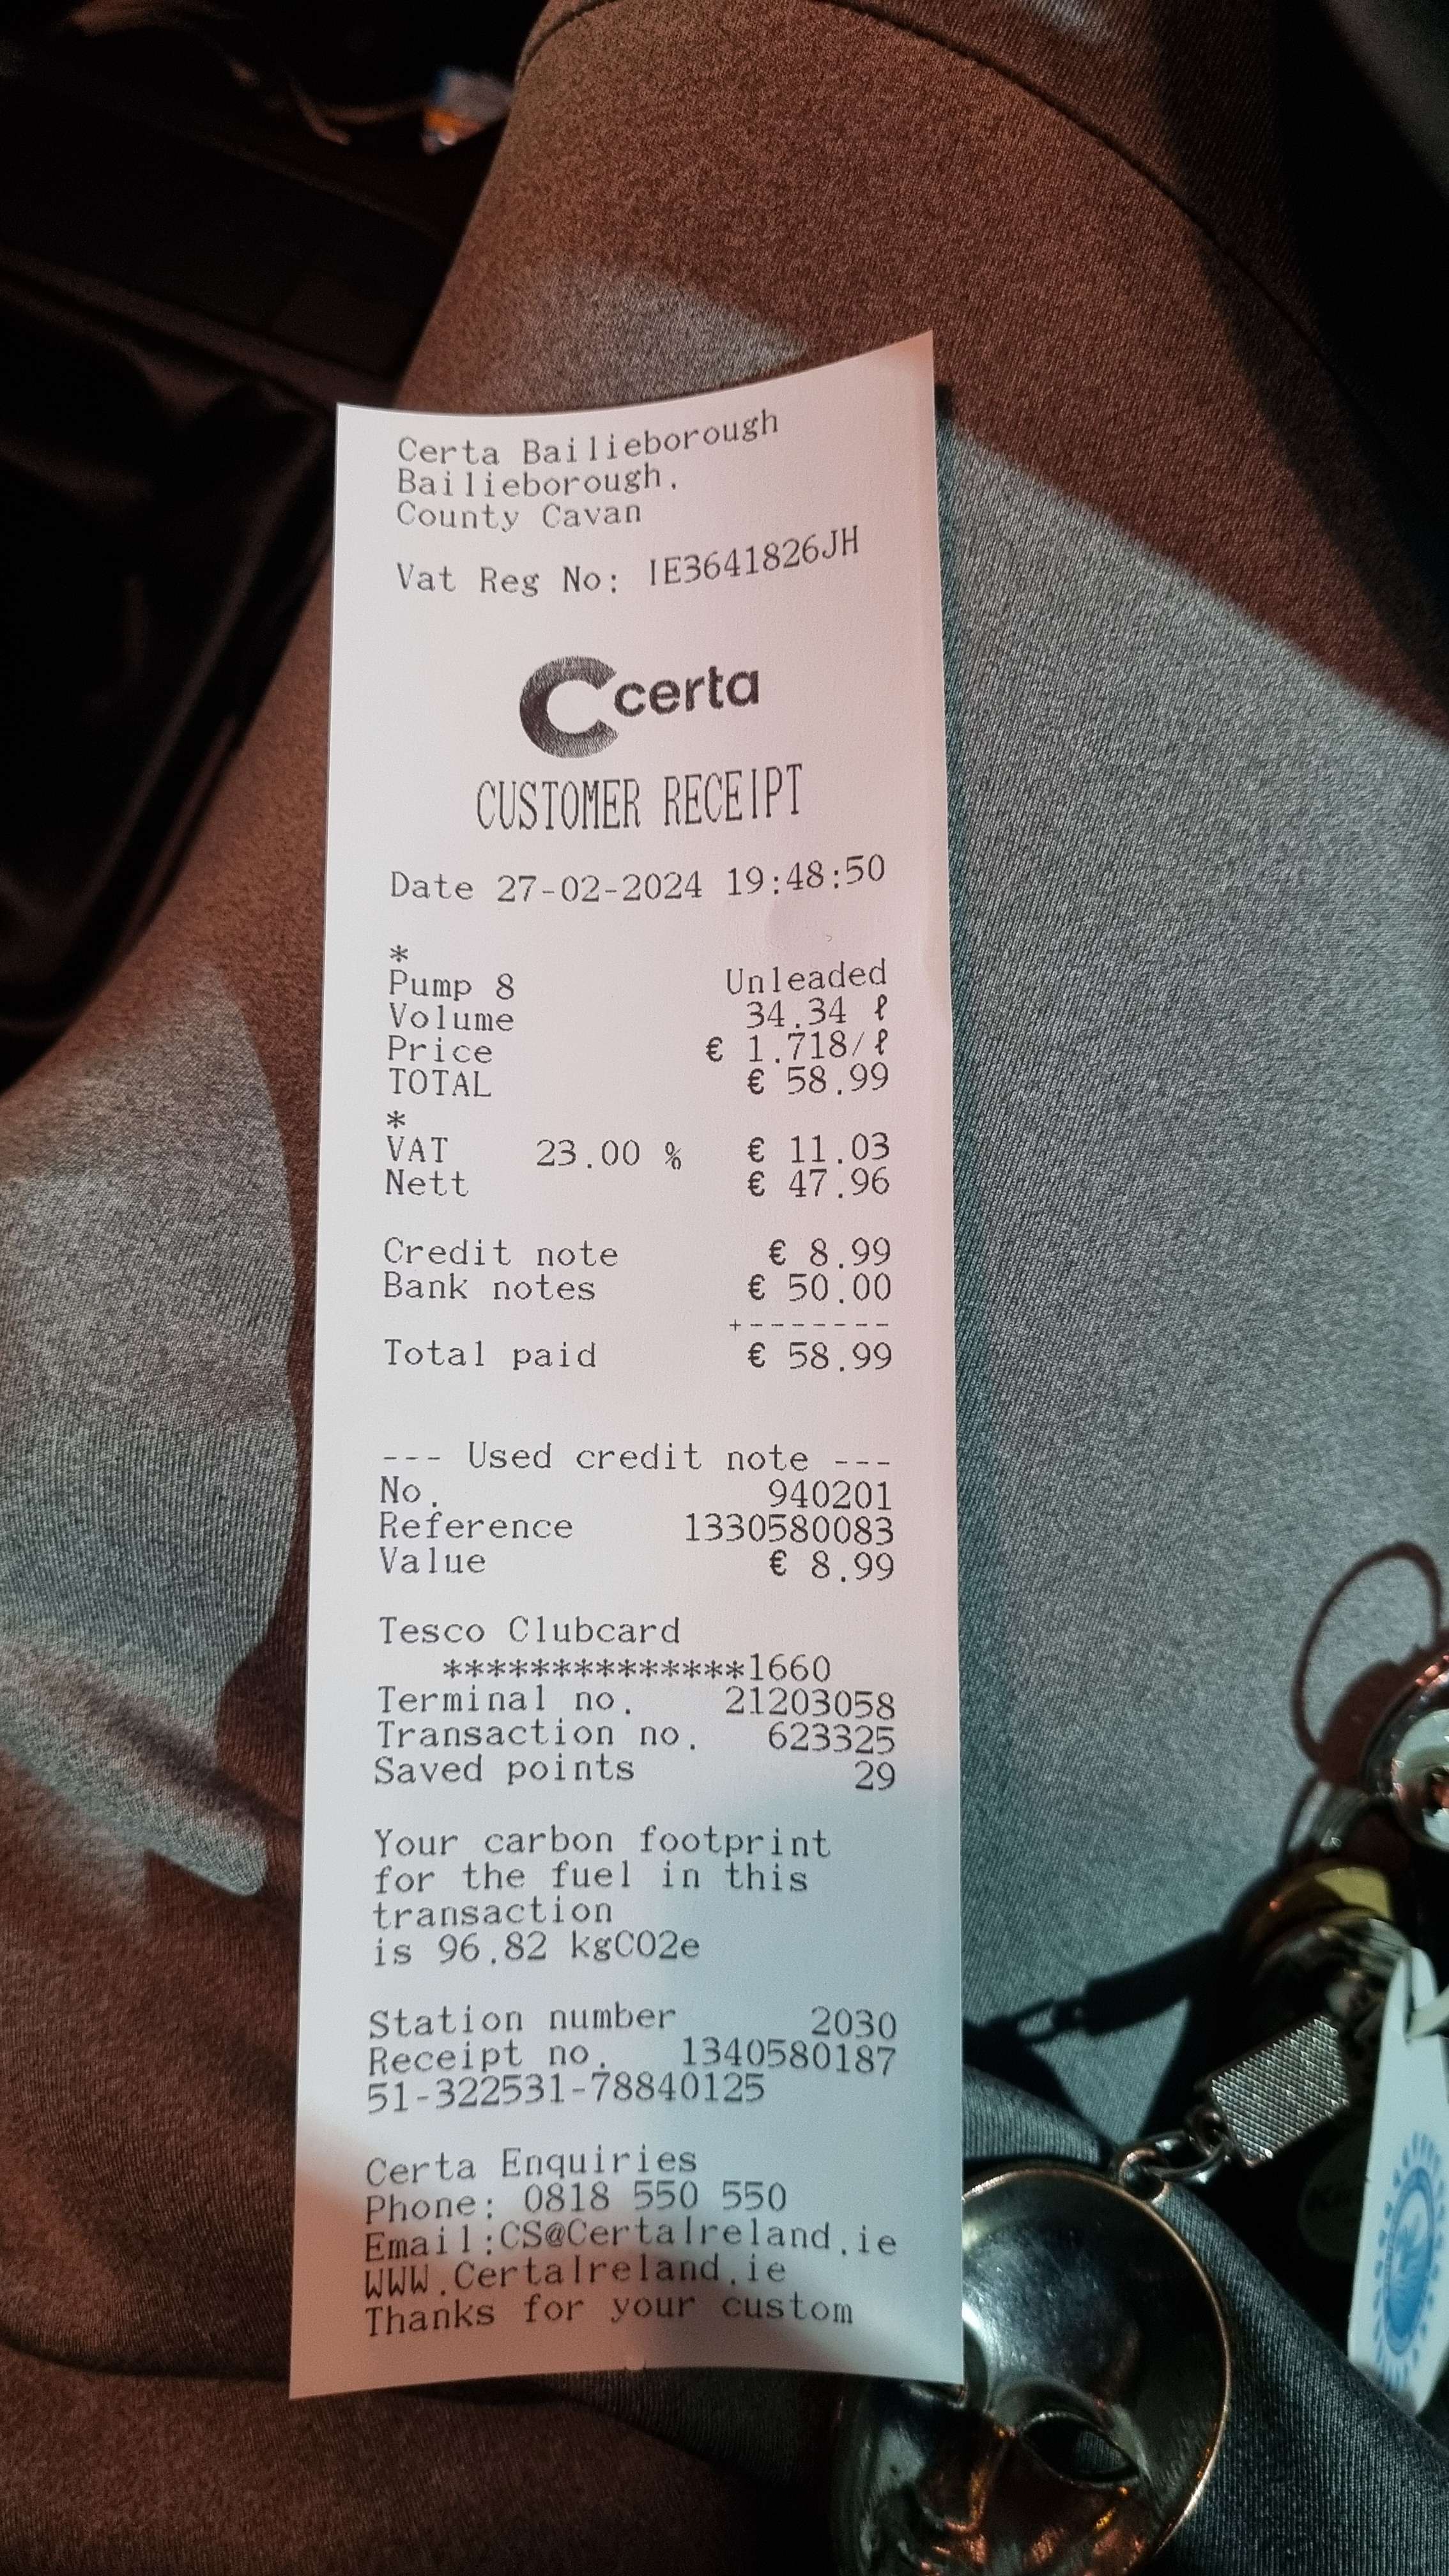 Certa Bailieborough
Bailieborough.
County Cavan
Vat Reg No: IE3641826JH
certa
CUSTOMER RECEIPT
Date 27-02-2024 19:48:50
*
Pump 8 Unleaded
Volume 34.34 ℓ
Price € 1.718/ℓ
TOTAL € 58.99
*
VAT 23.00 % € 11.03
Nett € 47.96
Credit note € 8.99
Bank notes € 50.00
+-------
Total paid € 58.99
--- Used credit note ---
No. 940201
Reference 1330580083
Value € 8.99
Tesco Clubcard
**************1660
Terminal no. 21203058
Transaction no. 623325
Saved points 29
Your carbon footprint
for the fuel in this
transaction
is 96.82 kgCO2e
Station number 2030
Receipt no. 1340580187
51-322531-78840125
Certa Enquiries
Phone: 0818 550 550
Email:CS@CertaIreland.ie
WWW.CertaIreland.ie
Thanks for your custom